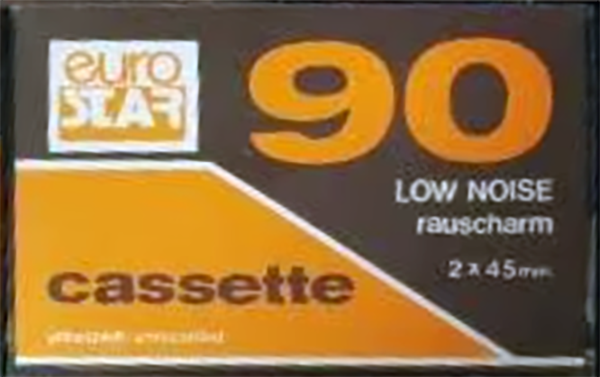 euro
STAR
90
LOW NOISE
rauscharm
2 x 45 min.
cassette